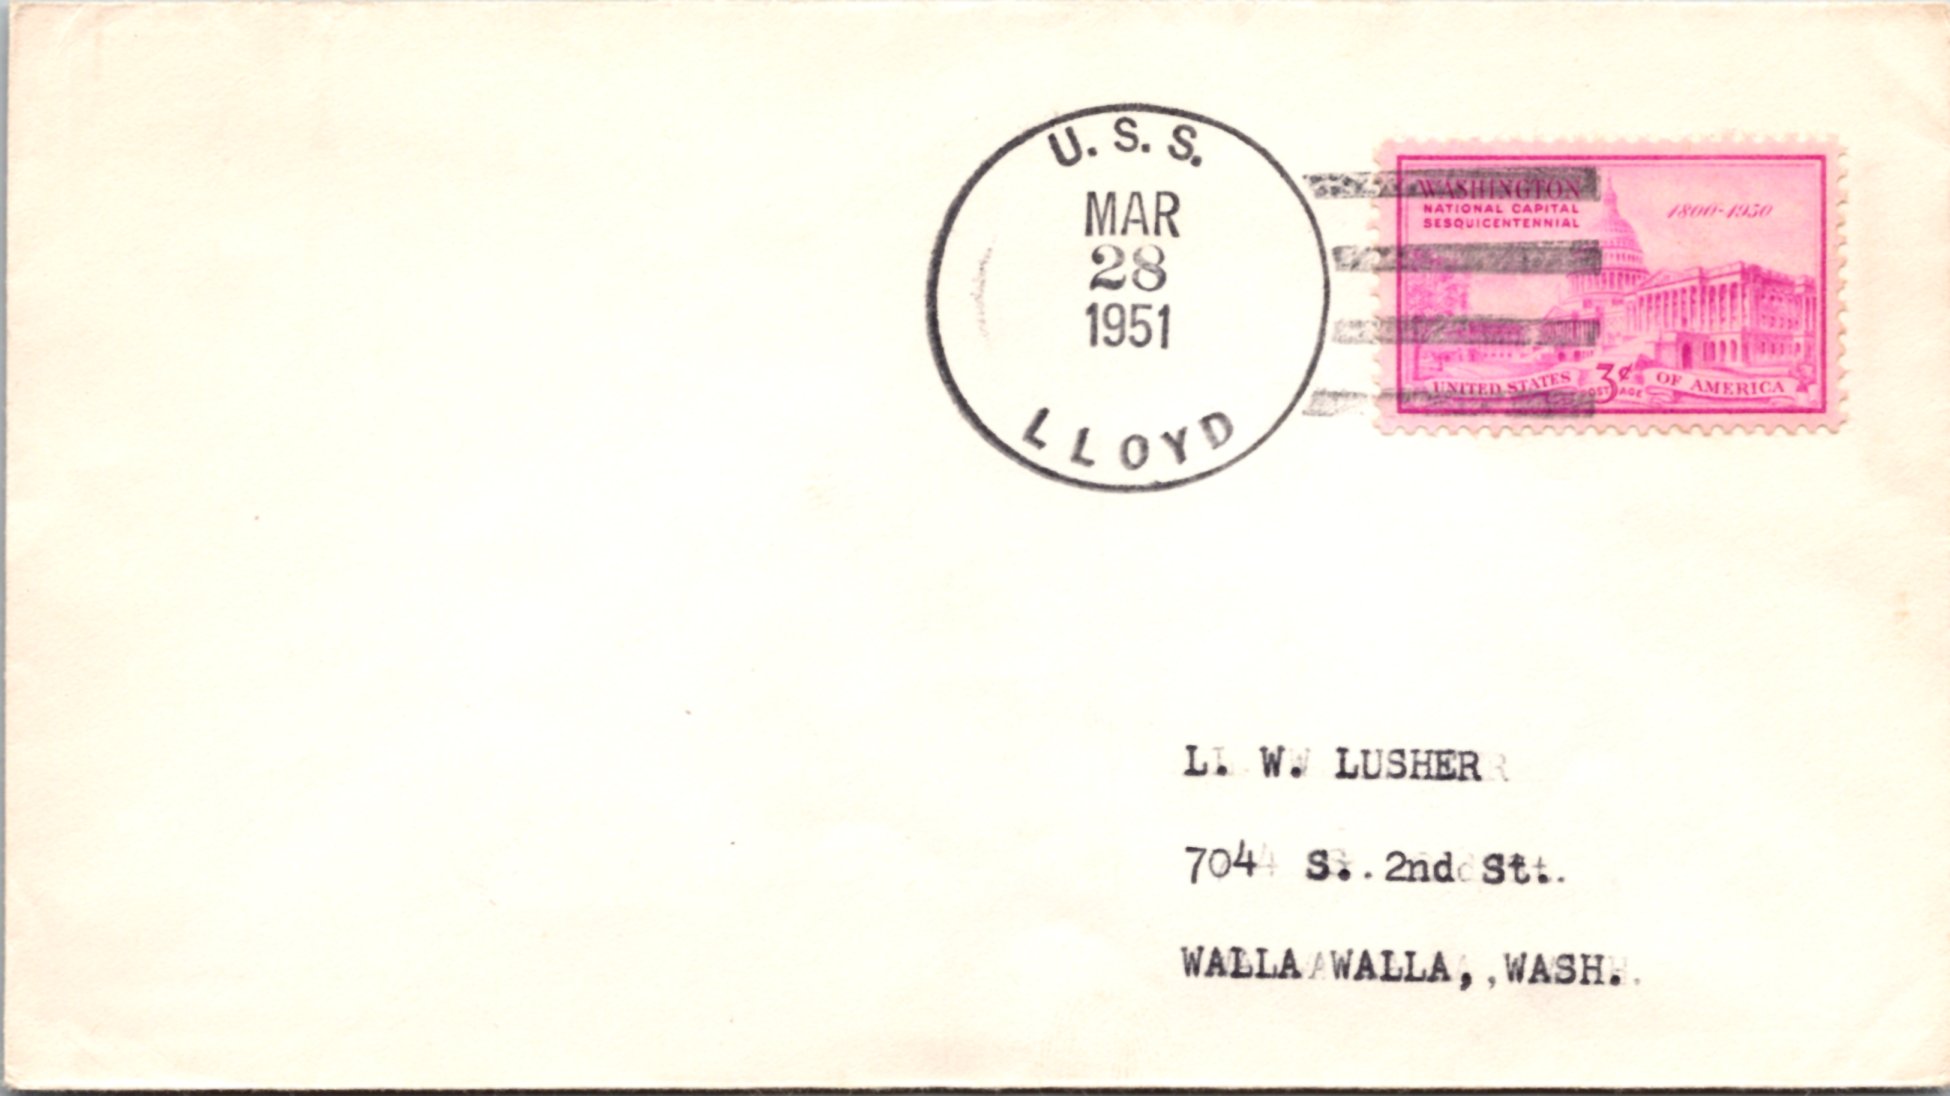 U.S.S.
MAR
28
1951
LLOYD
WASHINGTON
NATIONAL CAPITAL
SESQUICENTENNIAL
1800-1950
UNITED STATES 3¢ OF AMERICA
POSTAGE
L. W. LUSHER
704 S. 2nd St.
WALLA WALLA, WASH.